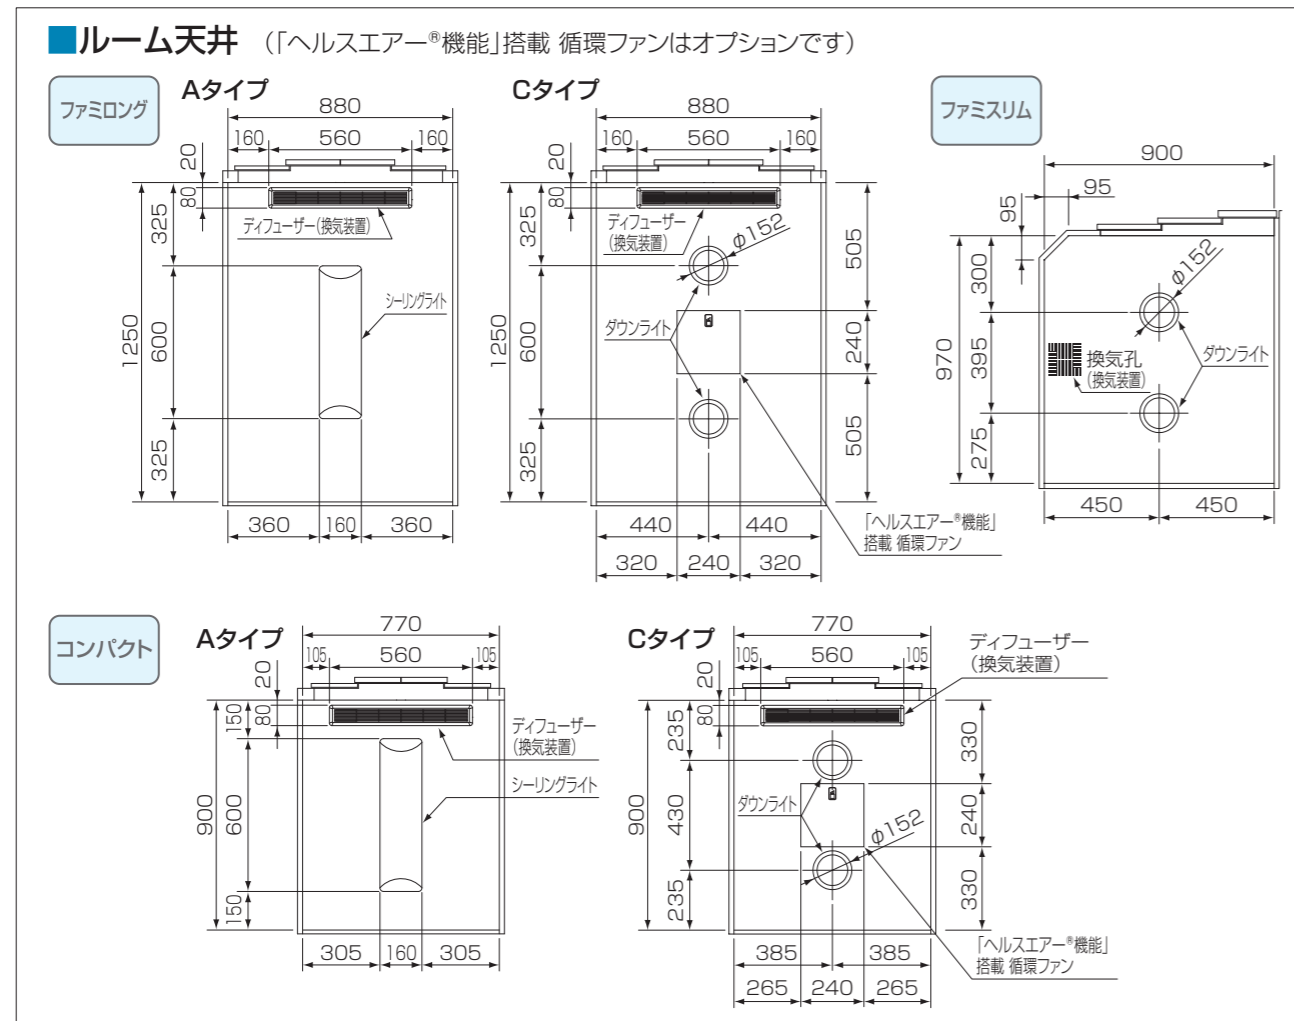 ■ルーム天井 (「ヘルスエアー®機能」搭載 循環ファンはオプションです)
ファミロング
Aタイプ
880
160 560 160
20
80
325
ディフューザー(換気装置)
シーリングライト
1250
600
325
360 160 360
Cタイプ
880
160 560 160
20
80
325
ディフューザー
(換気装置)
φ152
505
ダウンライト
1250
600
240
325
505
440 440
320 240 320
「ヘルスエアー®機能」
搭載 循環ファン
ファミスリム
900
95
95
300
φ152
970
395
換気孔
(換気装置)
ダウンライト
275
450 450
コンパクト
Aタイプ
770
105 560 105
20
150
80
ディフューザー
(換気装置)
シーリングライト
900
600
150
305 160 305
Cタイプ
770
105 560 105
ディフューザー
(換気装置)
20
80
235
330
ダウンライト
900
430
φ152
240
235
330
385 385
265 240 265
「ヘルスエアー®機能」
搭載 循環ファン